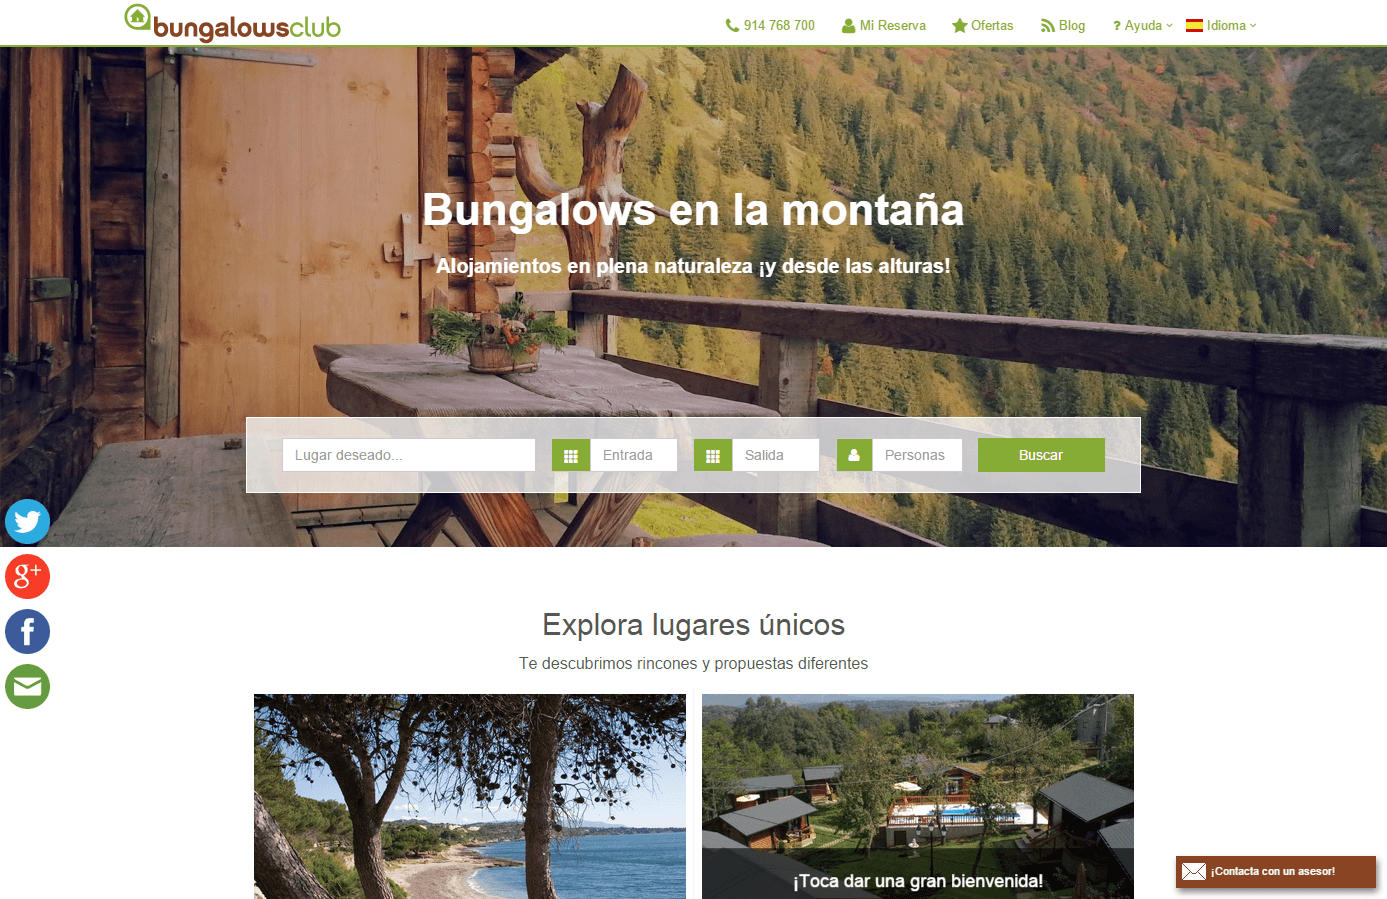 bungalowsclub
914 768 700 Mi Reserva Ofertas Blog ? Ayuda Idioma
Bungalows en la montaña
Alojamientos en plena naturaleza ¡y desde las alturas!
Lugar deseado... Entrada Salida Personas Buscar
g+
f
Explora lugares únicos
Te descubrimos rincones y propuestas diferentes
¡Toca dar una gran bienvenida!
¡Contacta con un asesor!